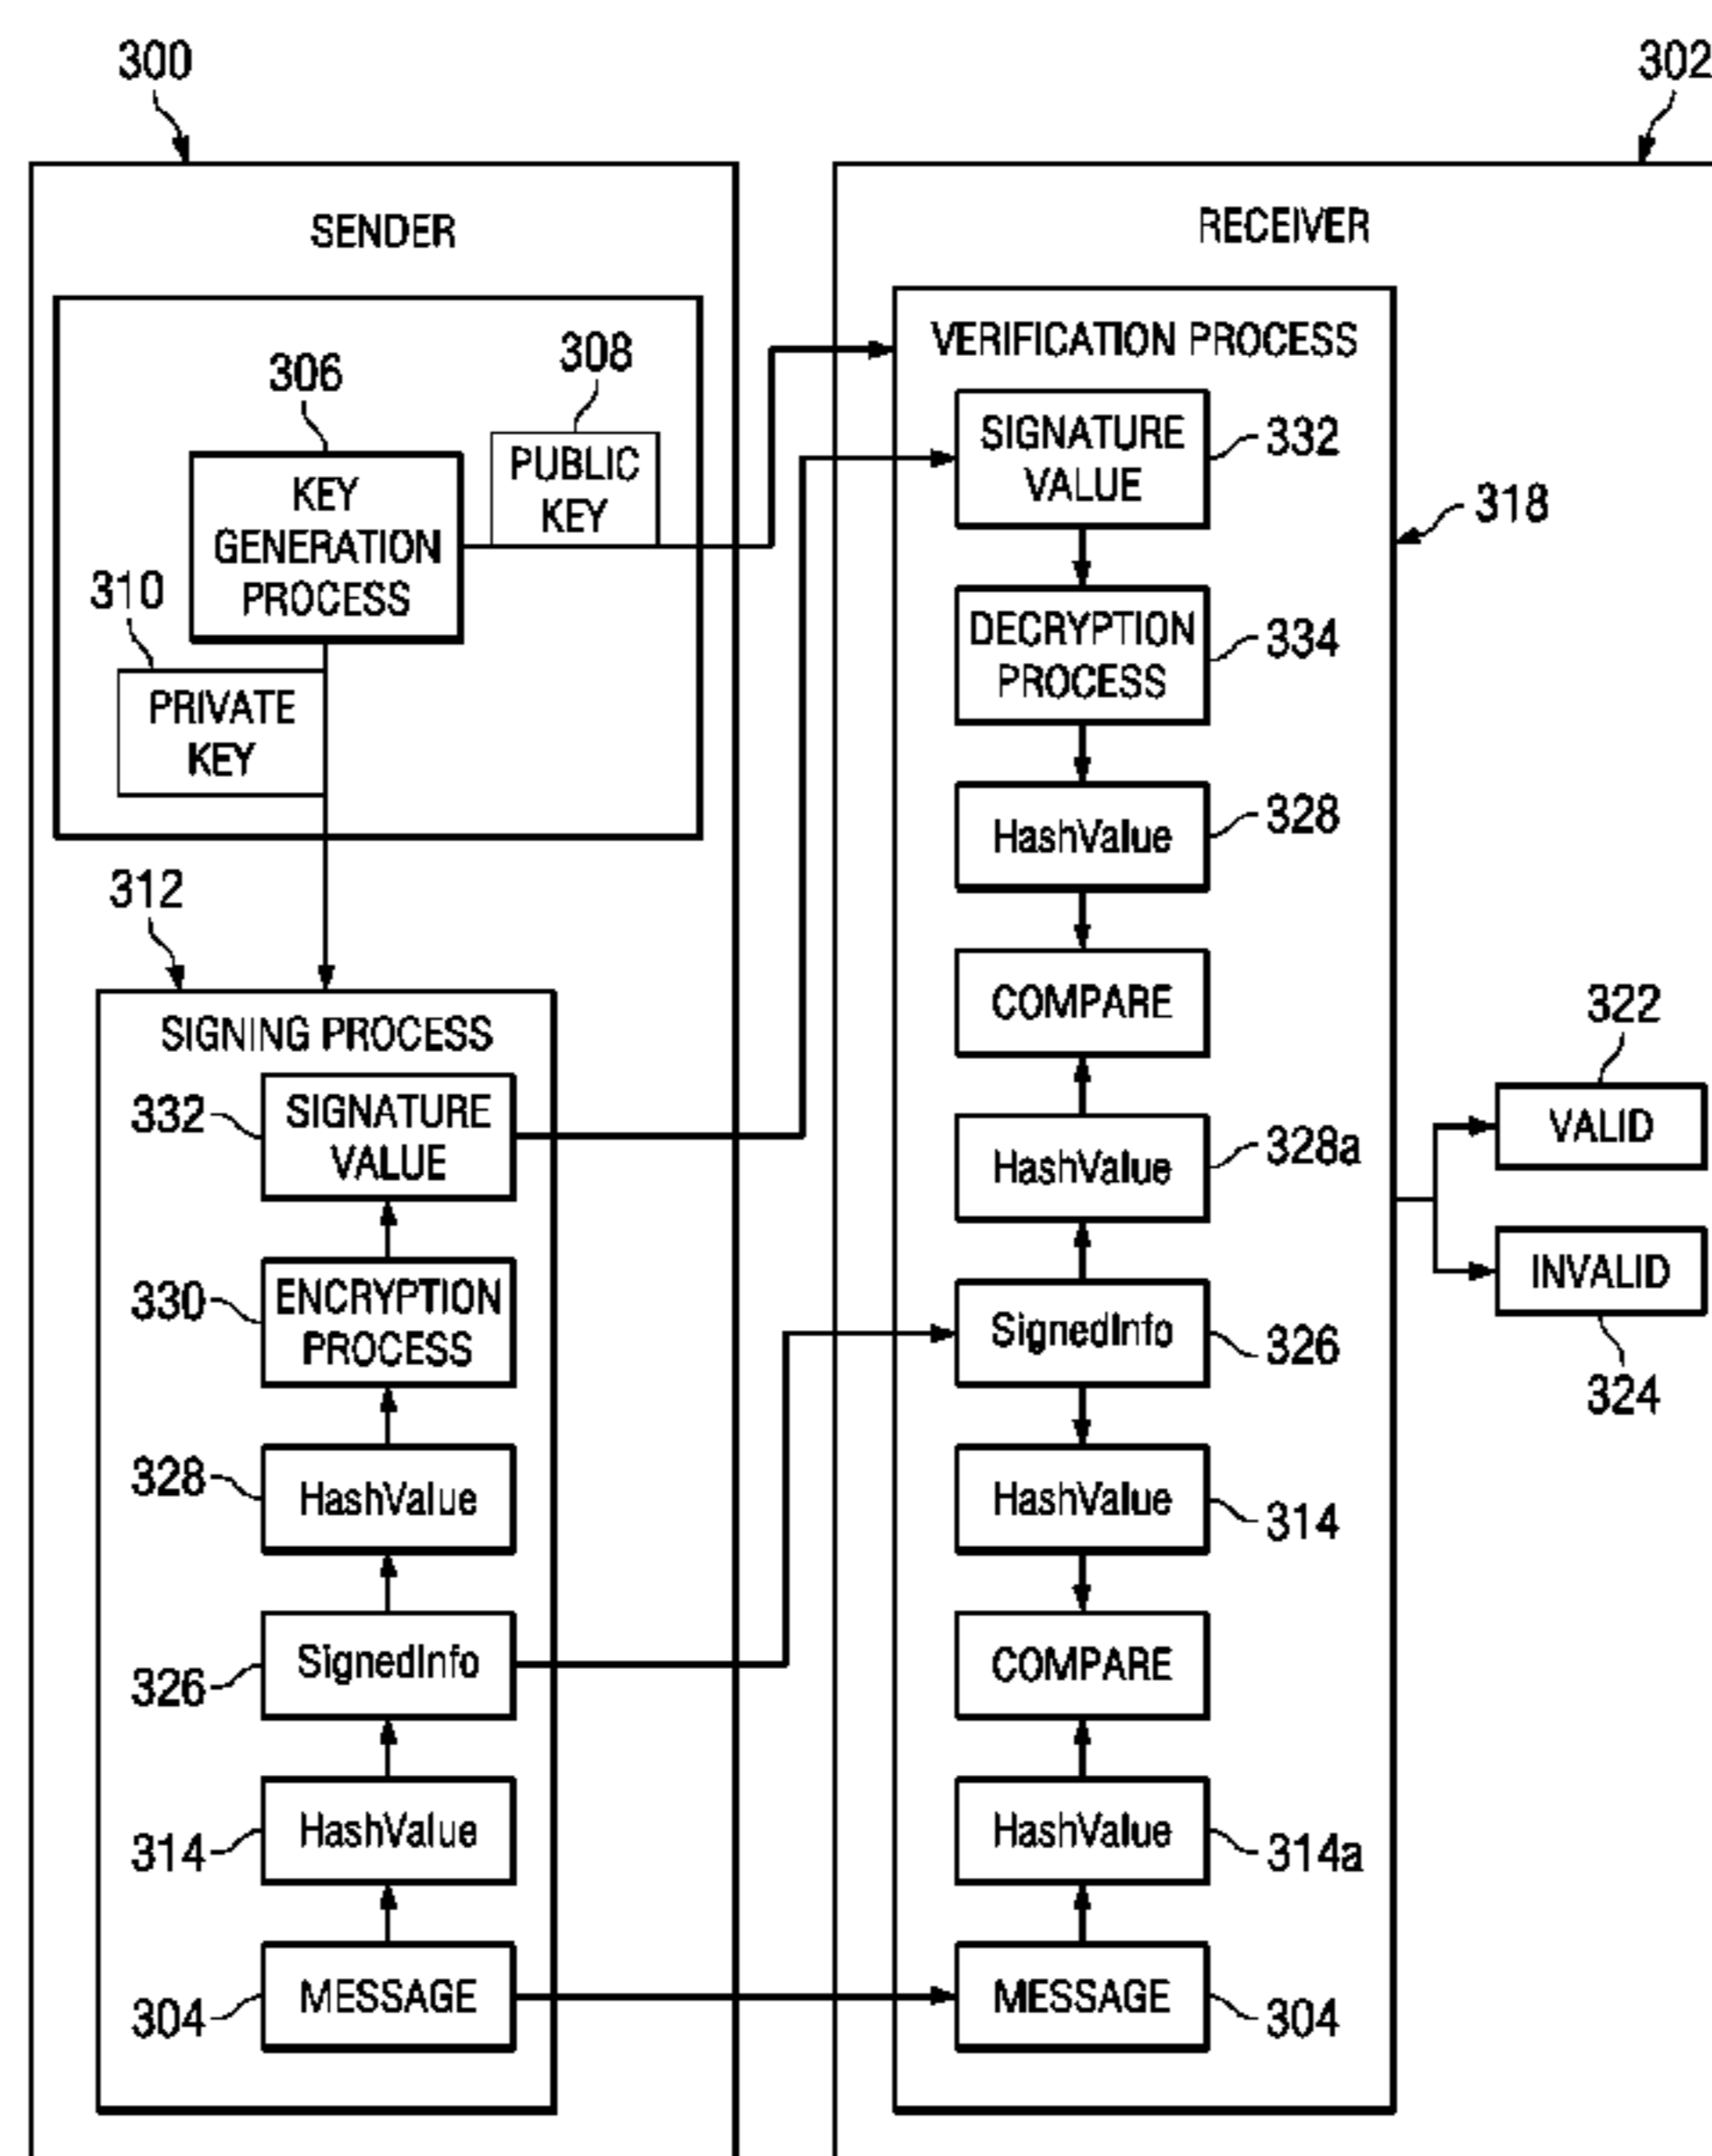 300
302
SENDER
RECEIVER
306
308
KEY
GENERATION
PROCESS
PUBLIC
KEY
310
PRIVATE
KEY
312
SIGNING PROCESS
332
SIGNATURE
VALUE
330
ENCRYPTION
PROCESS
328
HashValue
326
SignedInfo
314
HashValue
304
MESSAGE
VERIFICATION PROCESS
SIGNATURE
VALUE
332
318
DECRYPTION
PROCESS
334
HashValue
328
COMPARE
HashValue
328a
SignedInfo
326
HashValue
314
COMPARE
HashValue
314a
MESSAGE
304
322
VALID
INVALID
324